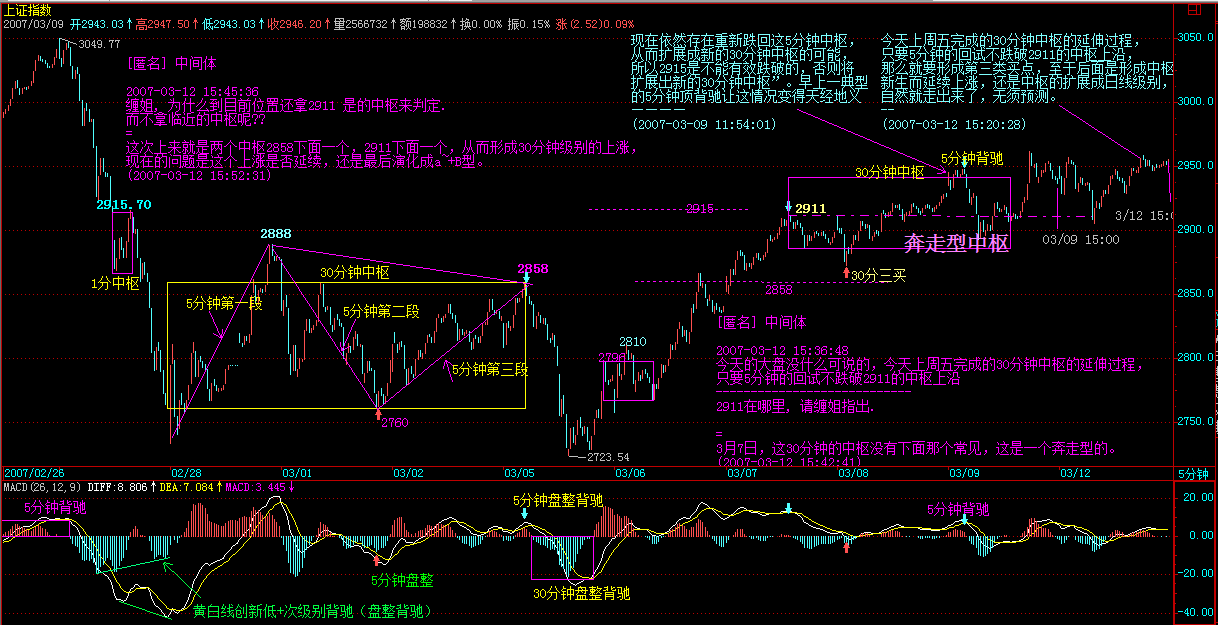 上证指数
2007/03/09 开2943.03↑高2947.50↑低2943.03↑收2946.20↑量2566732↑额198832↑换0.00% 振0.15% 涨(2.52)0.09%
3049.77
[匿名] 中间体
2007-03-12 15:45:36
缠姐，为什么到目前位置还拿2911 是的中枢来判定.
而不拿临近的中枢呢??
=
这次上来就是两个中枢2858下面一个，2911下面一个，从而形成30分钟级别的上涨，
现在的问题是这个上涨是否延续，还是最后演化成a~+B型。
(2007-03-12 15:52:31)
现在依然存在重新跌回这5分钟中枢，
从而扩展成新的30分钟中枢的可能，
所以2915是不能有效跌破的，否则将
扩展出新的30分钟中枢”。早上一典型
的5分钟顶背驰让这情况变得天经地义
(2007-03-09 11:54:01)
今天上周五完成的30分钟中枢的延伸过程，
只要5分钟的回试不跌破2911的中枢上沿，
那么就要形成第三类买点，至于后面是形成中枢
新生而延续上涨，还是中枢的扩展成日线级别，
自然就走出来了，无须预测。
(2007-03-12 15:20:28)
3050.0
3000.0
2950.0
2900.0
2850.0
2800.0
2750.0
5分钟背驰
30分钟中枢
2915.70
1分中枢
2888
30分钟中枢
2858
5分钟第一段
5分钟第二段
5分钟第三段
2760
2723.54
2915
2911
奔走型中枢
3/12 15:0
03/09 15:00
30分三买
2858
2810
2796
[匿名] 中间体
2007-03-12 15:36:48
今天的大盘没什么可说的，今天上周五完成的30分钟中枢的延伸过程，
只要5分钟的回试不跌破2911的中枢上沿
2911在哪里，请缠姐指出.
=
3月7日，这30分钟的中枢没有下面那个常见，这是一个奔走型的。
(2007-03-12 15:42:41)
2007/02/26 02/28 03/01 03/02 03/05 03/06 03/07 03/08 03/09 03/12 5分钟
MACD(26,12,9) DIFF:8.806↑DEA:7.084↑MACD:3.445↓
5分钟背驰
5分钟盘整背驰
5分钟背驰
20.00
0.00
-20.00
-40.00
5分钟盘整
30分钟盘整背驰
黄白线创新低+次级别背驰（盘整背驰）